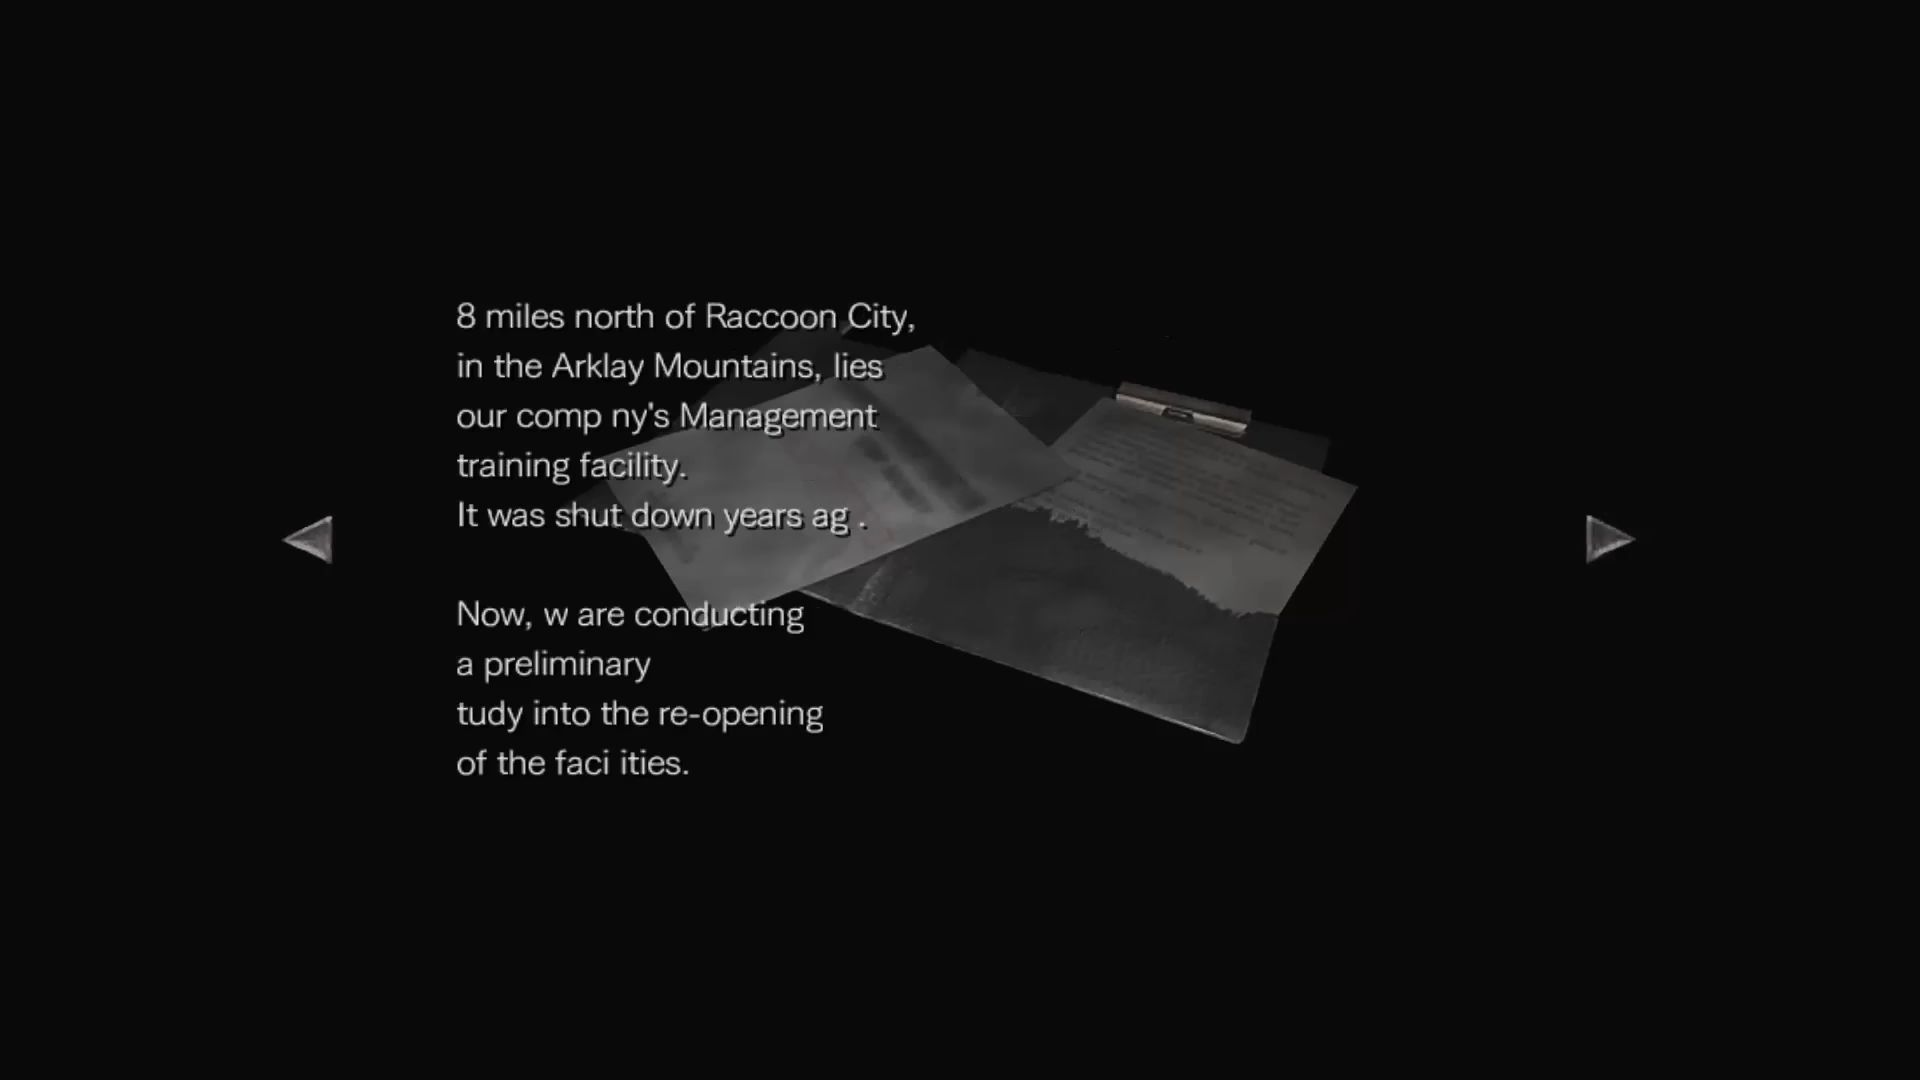 8 miles north of Raccoon City,
in the Arklay Mountains, lies
our comp ny's Management
training facility.
It was shut down years ag .
Now, w are conducting
a preliminary
tudy into the re-opening
of the faci ities.